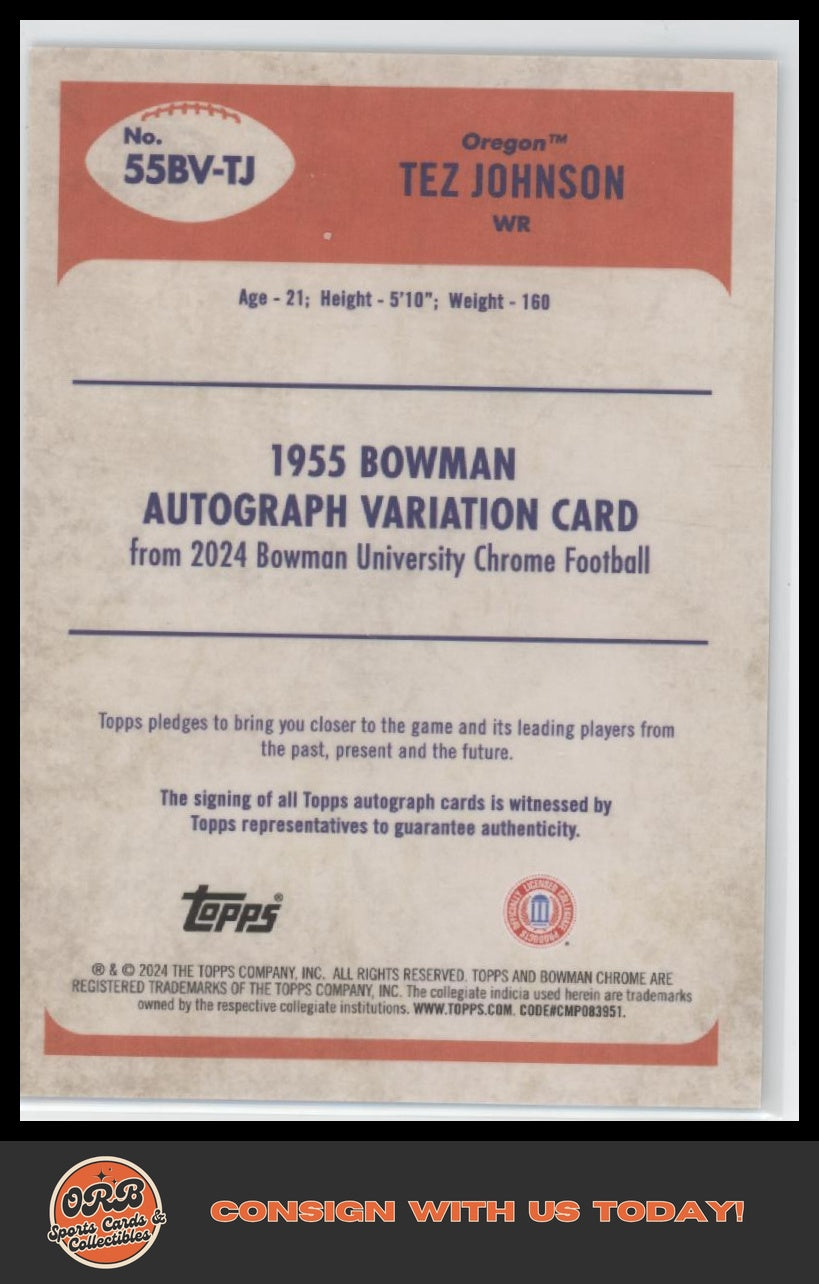 No.
55BV-TJ
Oregon™
TEZ JOHNSON
WR
Age - 21; Height - 5'10"; Weight - 160
1955 BOWMAN
AUTOGRAPH VARIATION CARD
from 2024 Bowman University Chrome Football
Topps pledges to bring you closer to the game and its leading players from
the past, present and the future.
The signing of all Topps autograph cards is witnessed by
Topps representatives to guarantee authenticity.
Topps®
OFFICIALLY LICENSED COLLEGIATE PRODUCTS
® & © 2024 THE TOPPS COMPANY, INC. ALL RIGHTS RESERVED. TOPPS AND BOWMAN CHROME ARE
REGISTERED TRADEMARKS OF THE TOPPS COMPANY, INC. The collegiate indicia used herein are trademarks
owned by the respective collegiate institutions. WWW.TOPPS.COM. CODE#CMP083951.
ORB
Sports Cards &
Collectibles
CONSIGN WITH US TODAY!